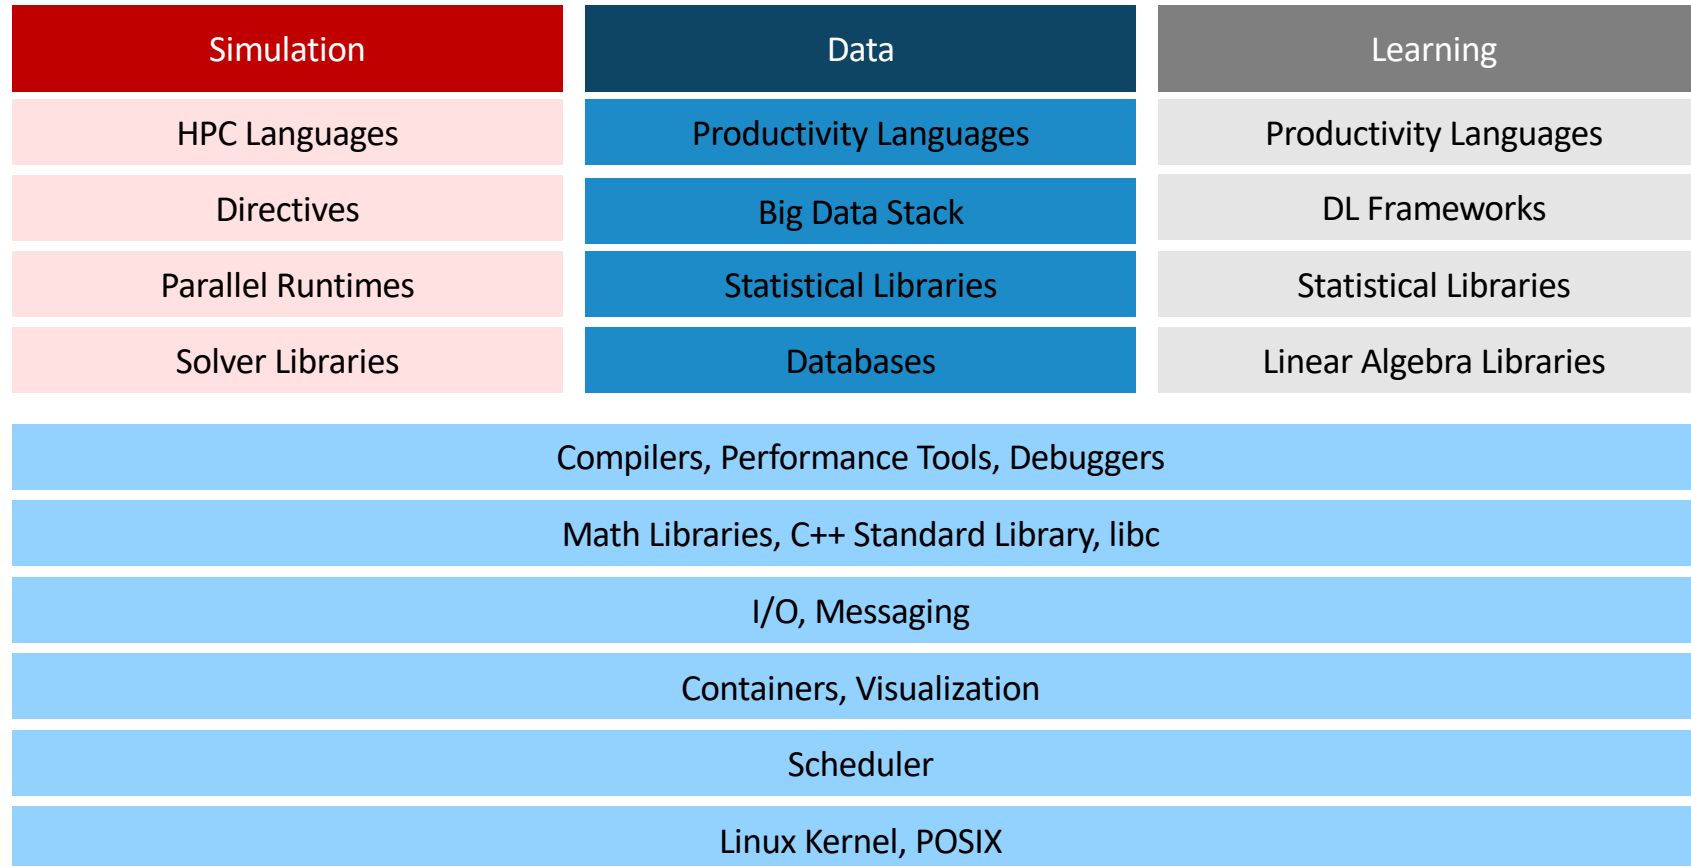 Simulation
Data
Learning
HPC Languages
Productivity Languages
Productivity Languages
Directives
Big Data Stack
DL Frameworks
Parallel Runtimes
Statistical Libraries
Statistical Libraries
Solver Libraries
Databases
Linear Algebra Libraries
Compilers, Performance Tools, Debuggers
Math Libraries, C++ Standard Library, libc
I/O, Messaging
Containers, Visualization
Scheduler
Linux Kernel, POSIX